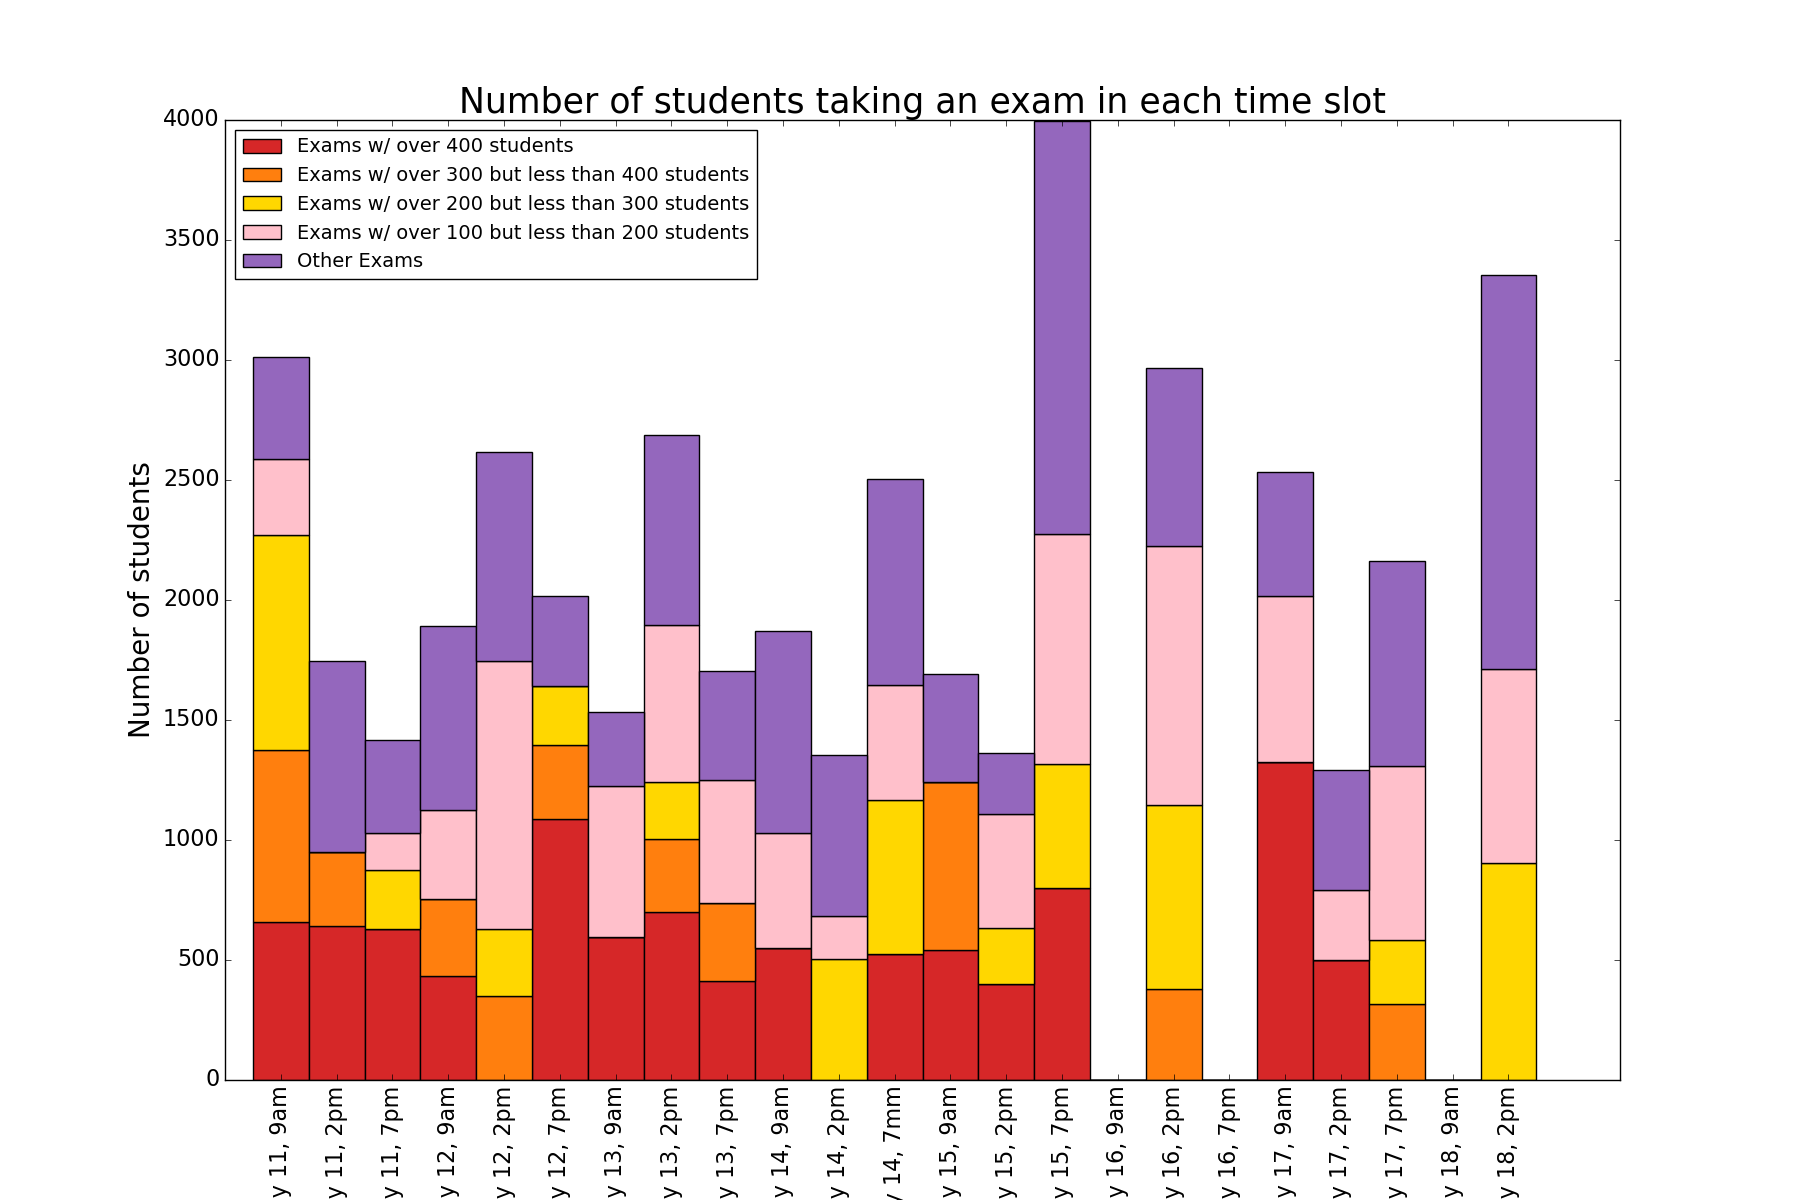 Number of students taking an exam in each time slot
Exams w/ over 400 students
Exams w/ over 300 but less than 400 students
Exams w/ over 200 but less than 300 students
Exams w/ over 100 but less than 200 students
Other Exams
4000
3500
3000
2500
2000
1500
1000
500
0
Number of students
y 11, 9am
y 11, 2pm
y 11, 7pm
y 12, 9am
y 12, 2pm
y 12, 7pm
y 13, 9am
y 13, 2pm
y 13, 7pm
y 14, 9am
y 14, 2pm
y 14, 7mm
y 15, 9am
y 15, 2pm
y 15, 7pm
y 16, 9am
y 16, 2pm
y 16, 7pm
y 17, 9am
y 17, 2pm
y 17, 7pm
y 18, 9am
y 18, 2pm